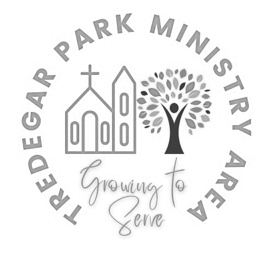 TREDEGAR PARK MINISTRY AREA
Growing to
Serve